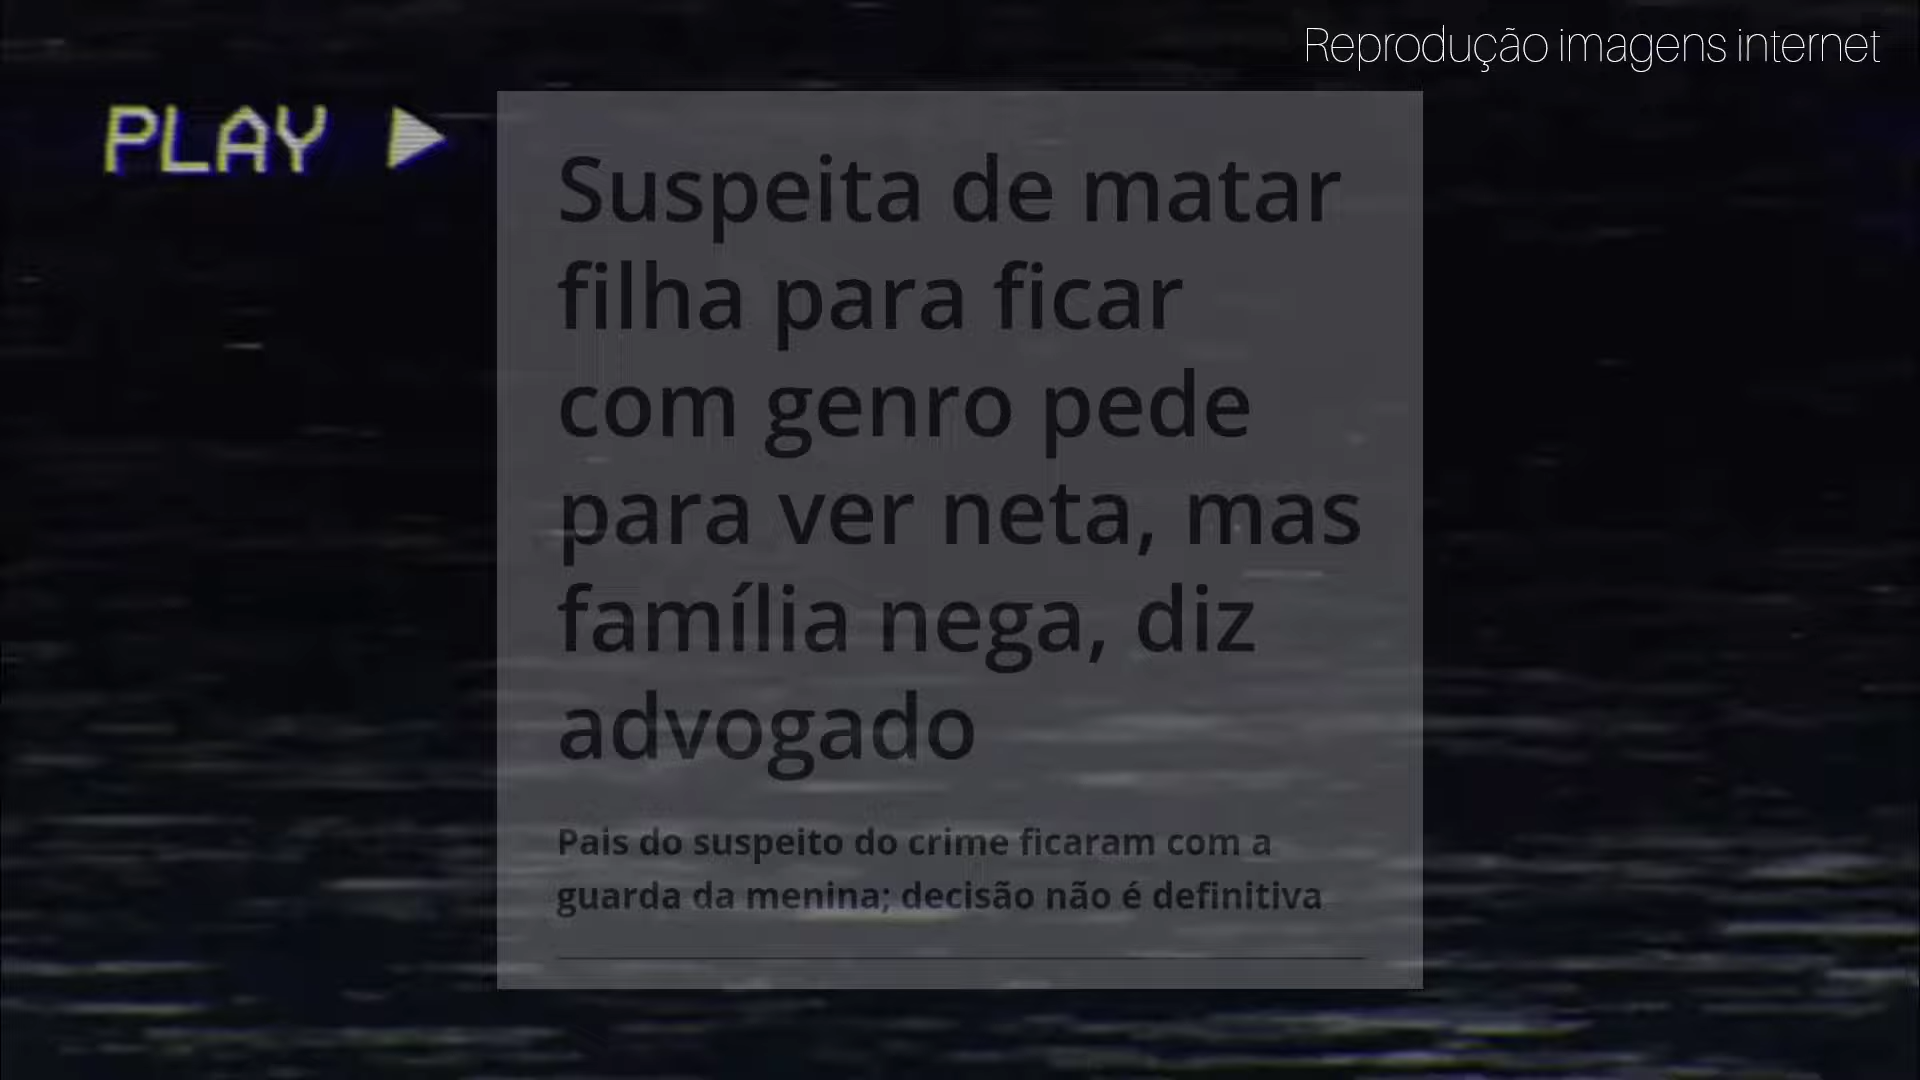 Reprodução imagens internet
PLAY
Suspeita de matar
filha para ficar
com genro pede
para ver neta, mas
família nega, diz
advogado
Pais do suspeito do crime ficaram com a
guarda da menina; decisão não é definitiva